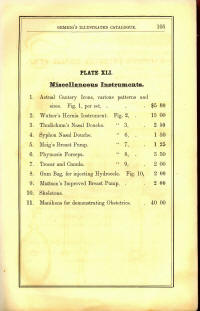 GEMRIG'S ILLUSTRATED CATALOGUE. 105
PLATE XLI.
Miscellaneous Instruments.
1. Actual Cautery Irons, various patterns and
sizes. Fig. 1, per set, . . $5 00
2. Wutzer's Hernia Instrument. Fig. 2, . 15 00
3. Thudichum's Nasal Douche. " 3, . 2 50
4. Syphon Nasal Douche. " 6, . 1 50
5. Meig's Breast Pump. " 7, . 1 25
6. Phymosis Forceps. " 8, . 3 50
7. Trocar and Canula. " 9, . 2 00
8. Gum Bag, for injecting Hydrocele. Fig. 10, 2 00
9. Mattson's Improved Breast Pump. . . 2 00
10. Skeletons.
11. Manikins for demonstrating Obstetrics. . 40 00